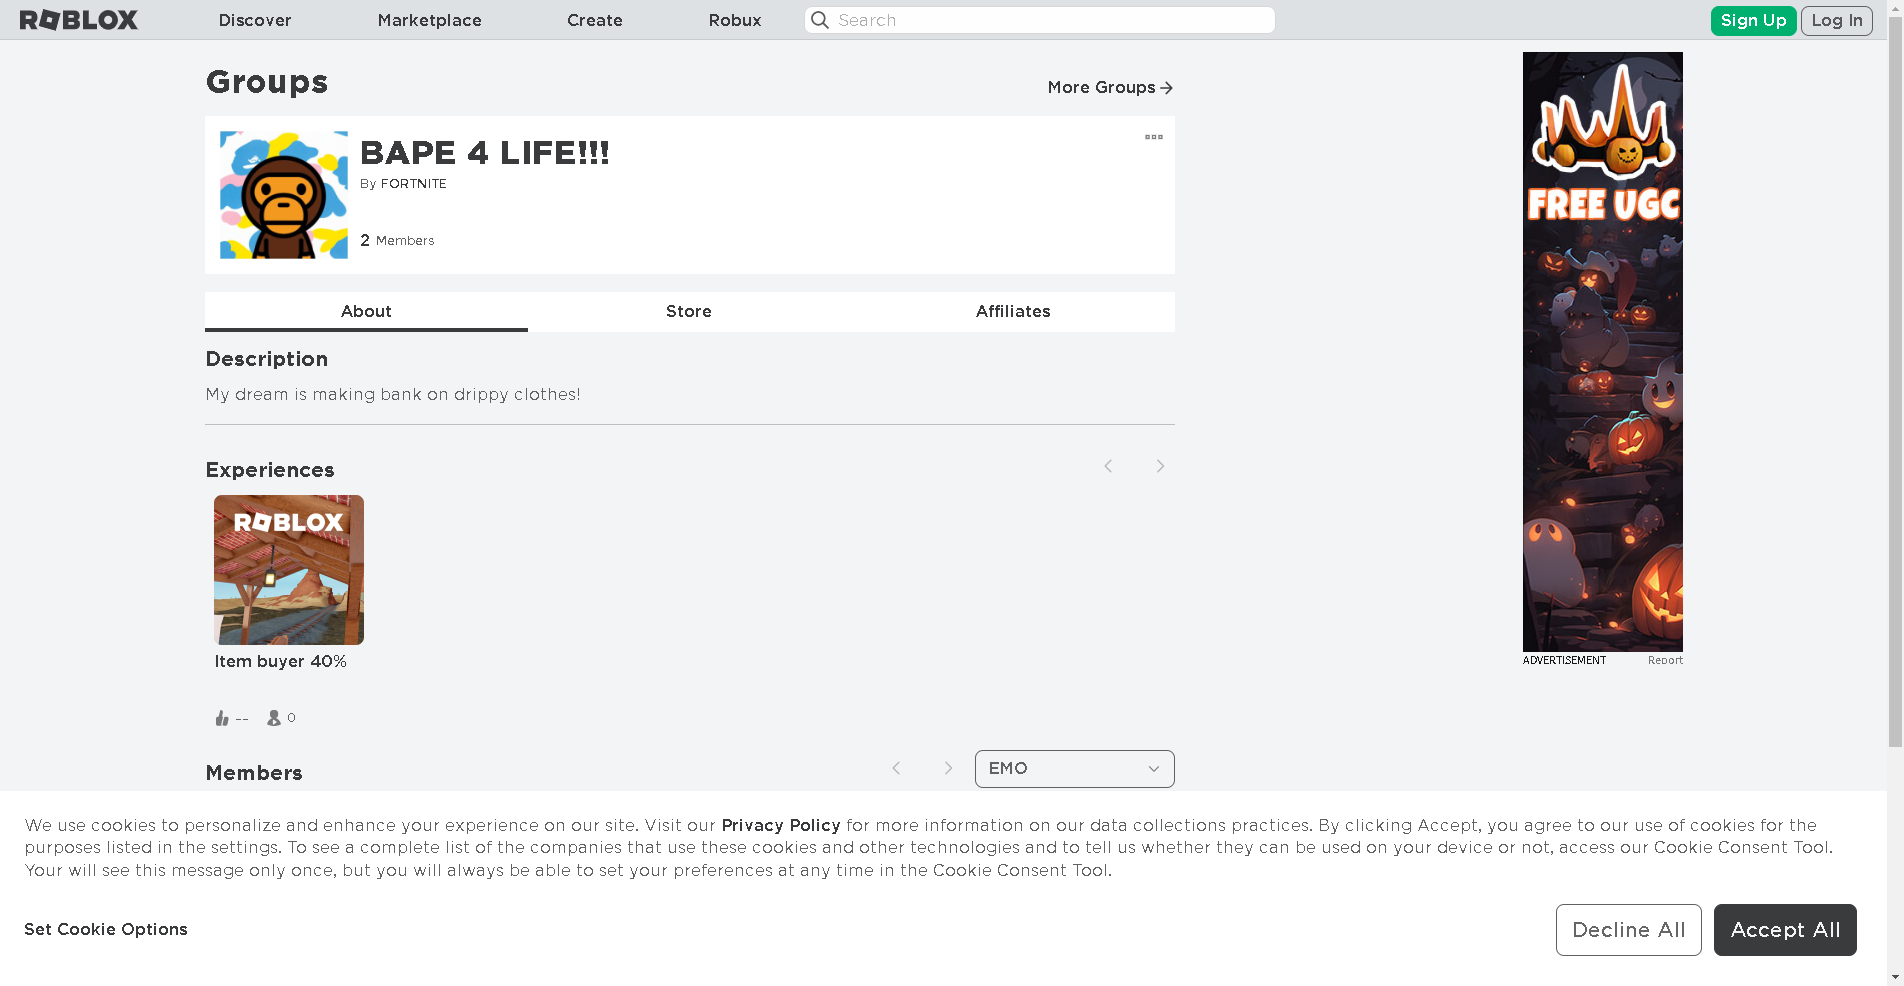 ROBLOX Discover Marketplace Create Robux Search Sign Up Log In
Groups
More Groups
BAPE 4 LIFE!!!
By FORTNITE
2 Members
FREE UGC
About Store Affiliates
Description
My dream is making bank on drippy clothes!
Experiences
ROBLOX
Item buyer 40%
ADVERTISEMENT Report
-- 0
Members
EMO
We use cookies to personalize and enhance your experience on our site. Visit our Privacy Policy for more information on our data collections practices. By clicking Accept, you agree to our use of cookies for the
purposes listed in the settings. To see a complete list of the companies that use these cookies and other technologies and to tell us whether they can be used on your device or not, access our Cookie Consent Tool.
Your will see this message only once, but you will always be able to set your preferences at any time in the Cookie Consent Tool.
Set Cookie Options
Decline All
Accept All